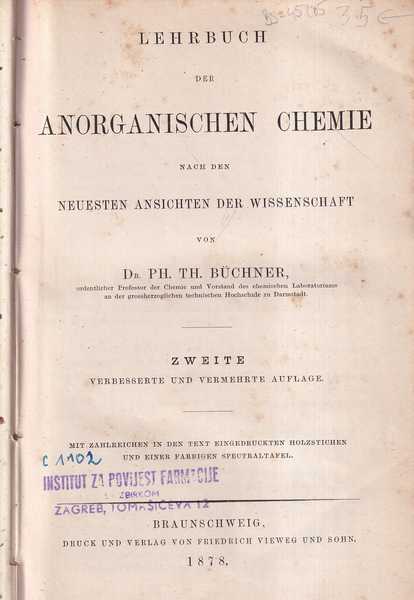 35 €
LEHRBUCH
DER
ANORGANISCHEN CHEMIE
NACH DEN
NEUESTEN ANSICHTEN DER WISSENSCHAFT
VON
DR. PH. TH. BÜCHNER,
ordentlicher Professor der Chemie und Vorstand des chemischen Laboratoriums
an der grossherzoglichen technischen Hochschule zu Darmstadt.
ZWEITE
VERBESSERTE UND VERMEHRTE AUFLAGE.
MIT ZAHLREICHEN IN DEN TEXT EINGEDRUCKTEN HOLZSTICHEN
UND EINER FARBIGEN SPECTRALTAFEL.
C 1102
INSTITUT ZA POVIJEST FARMACIJE
ZBIRKOM
ZAGREB, TOMAŠIĆEVA 12
BRAUNSCHWEIG,
DRUCK UND VERLAG VON FRIEDRICH VIEWEG UND SOHN.
1878.